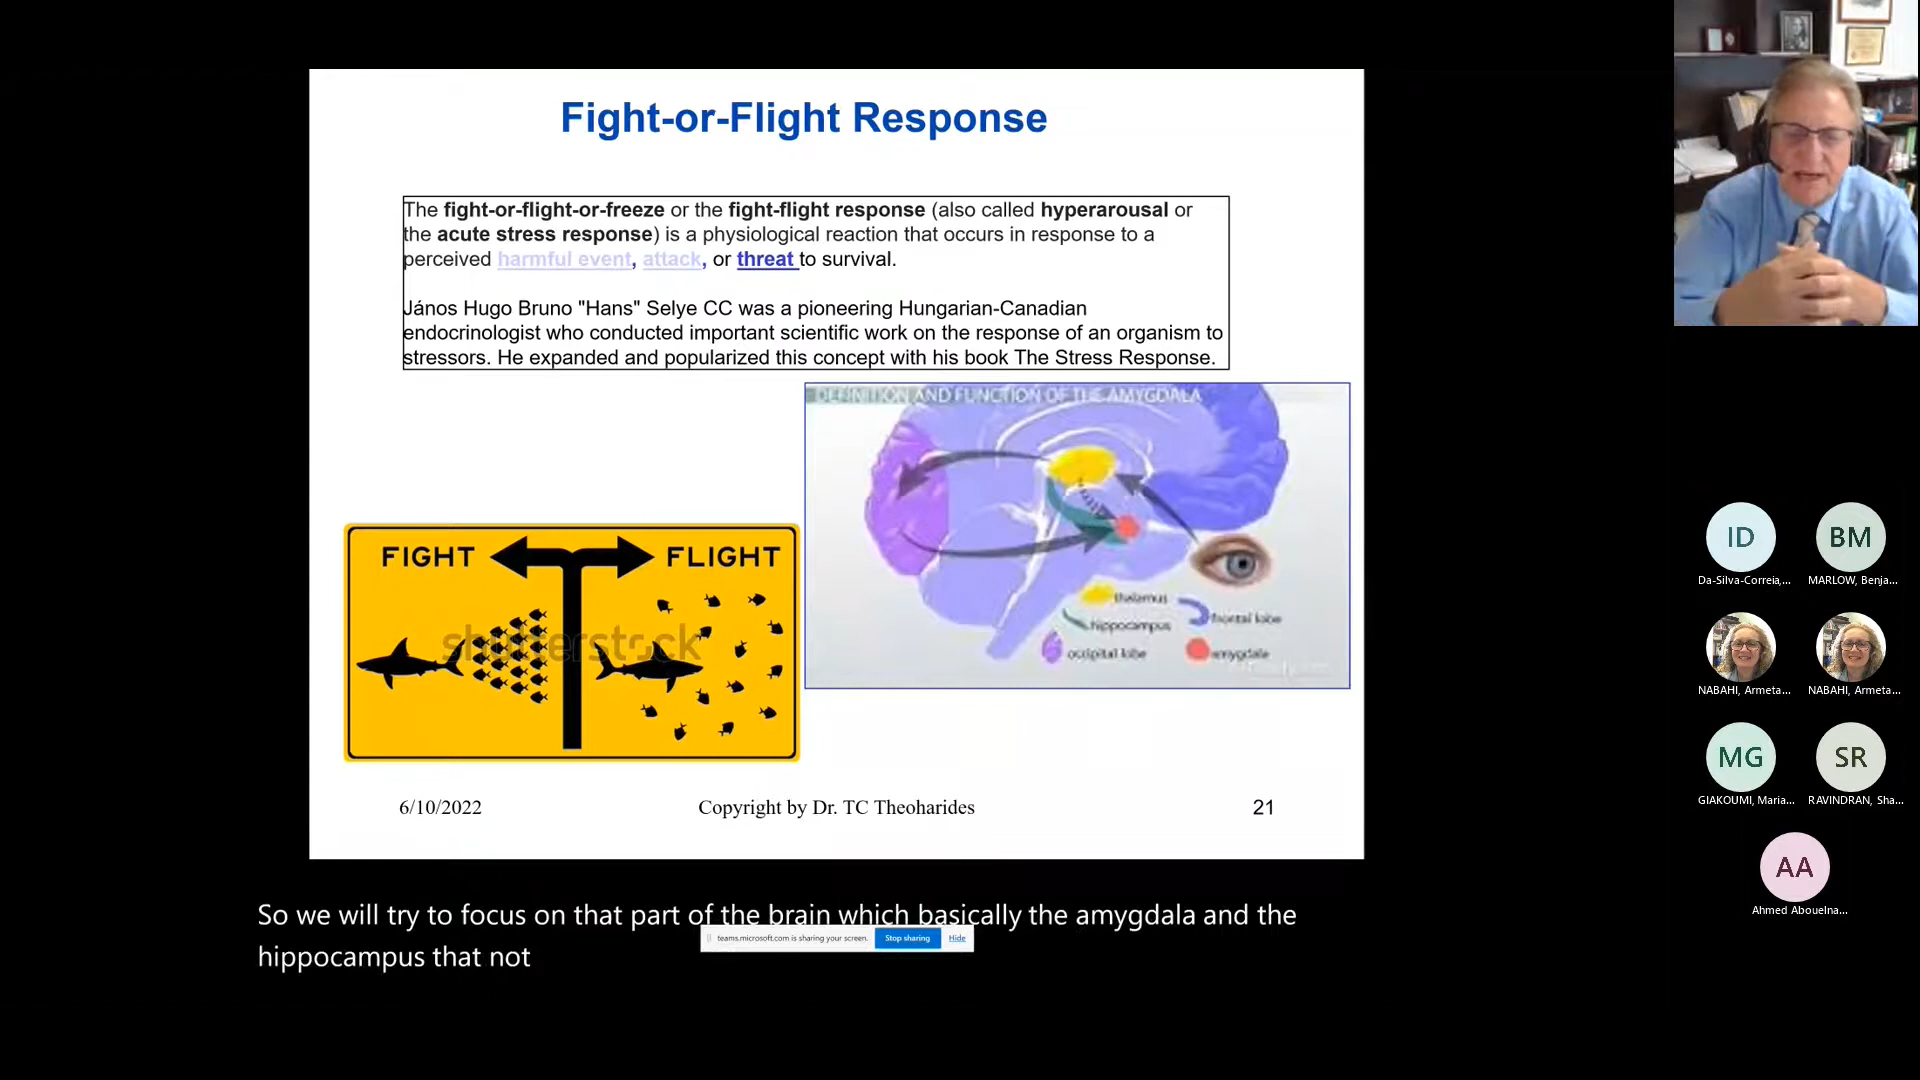 Fight-or-Flight Response
The fight-or-flight-or-freeze or the fight-flight response (also called hyperarousal or
the acute stress response) is a physiological reaction that occurs in response to a
perceived harmful event, attack, or threat to survival.
János Hugo Bruno "Hans" Selye CC was a pioneering Hungarian-Canadian
endocrinologist who conducted important scientific work on the response of an organism to
stressors. He expanded and popularized this concept with his book The Stress Response.
DEFINITION AND FUNCTION OF THE AMYGDALA
thalamus
hippocampus
frontal lobe
occipital lobe
amygdala
FIGHT
FLIGHT
shutterstock
6/10/2022
Copyright by Dr. TC Theoharides
21
So we will try to focus on that part of the brain which basically the amygdala and the
hippocampus that not
teams.microsoft.com is sharing your screen.
Stop sharing
Hide
ID
Da-Silva-Correia,...
BM
MARLOW, Benja...
NABAHI, Armeta...
NABAHI, Armeta...
MG
GIAKOUMI, Maria...
SR
RAVINDRAN, Sha...
AA
Ahmed Abouelna...